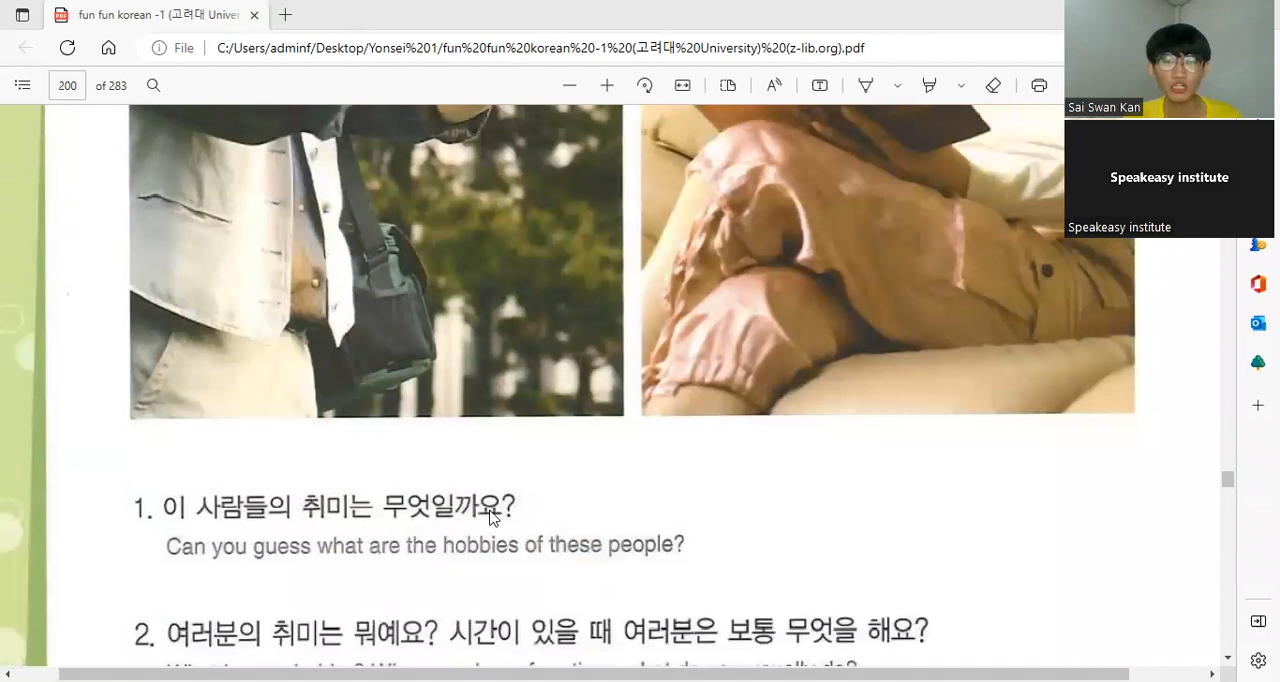 fun fun korean -1 (고려대 Univer
File
C:/Users/adminf/Desktop/Yonsei%201/fun%20fun%20korean%20-1%20(고려대%20University)%20(z-lib.org).pdf
200 of 283
Sai Swan Kan
Speakeasy institute
Speakeasy institute
1. 이 사람들의 취미는 무엇일까요?
Can you guess what are the hobbies of these people?
2. 여러분의 취미는 뭐예요? 시간이 있을 때 여러분은 보통 무엇을 해요?